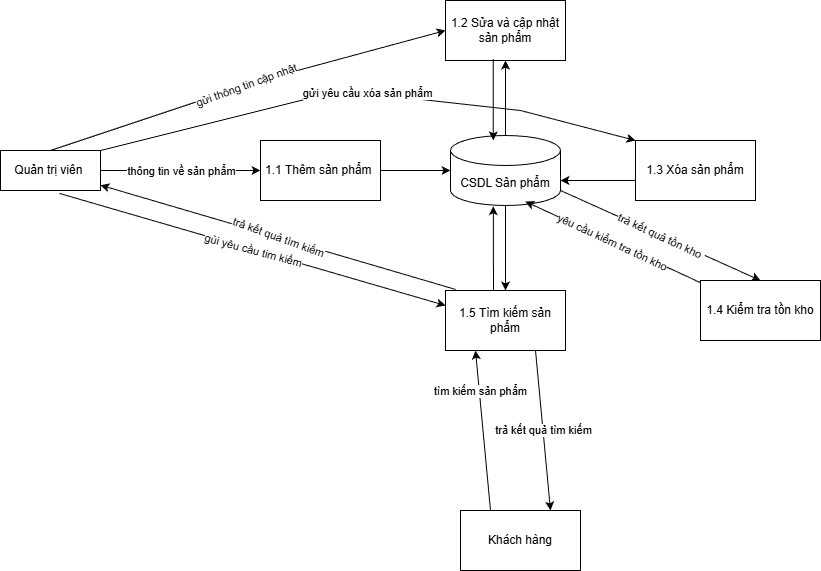 1.2 Sửa và cập nhật
sản phẩm
gửi thông tin cập nhật
gửi yêu cầu xóa sản phẩm
Quản trị viên
thông tin về sản phẩm
1.1 Thêm sản phẩm
CSDL Sản phẩm
1.3 Xóa sản phẩm
trả kết quả tìm kiếm
gủi yêu cầu tìm kiếm
trả kết quả tồn kho
yêu cầu kiểm tra tồn kho
1.5 Tìm kiếm sản
phẩm
1.4 Kiểm tra tồn kho
tìm kiếm sản phẩm
trả kết quả tìm kiếm
Khách hàng